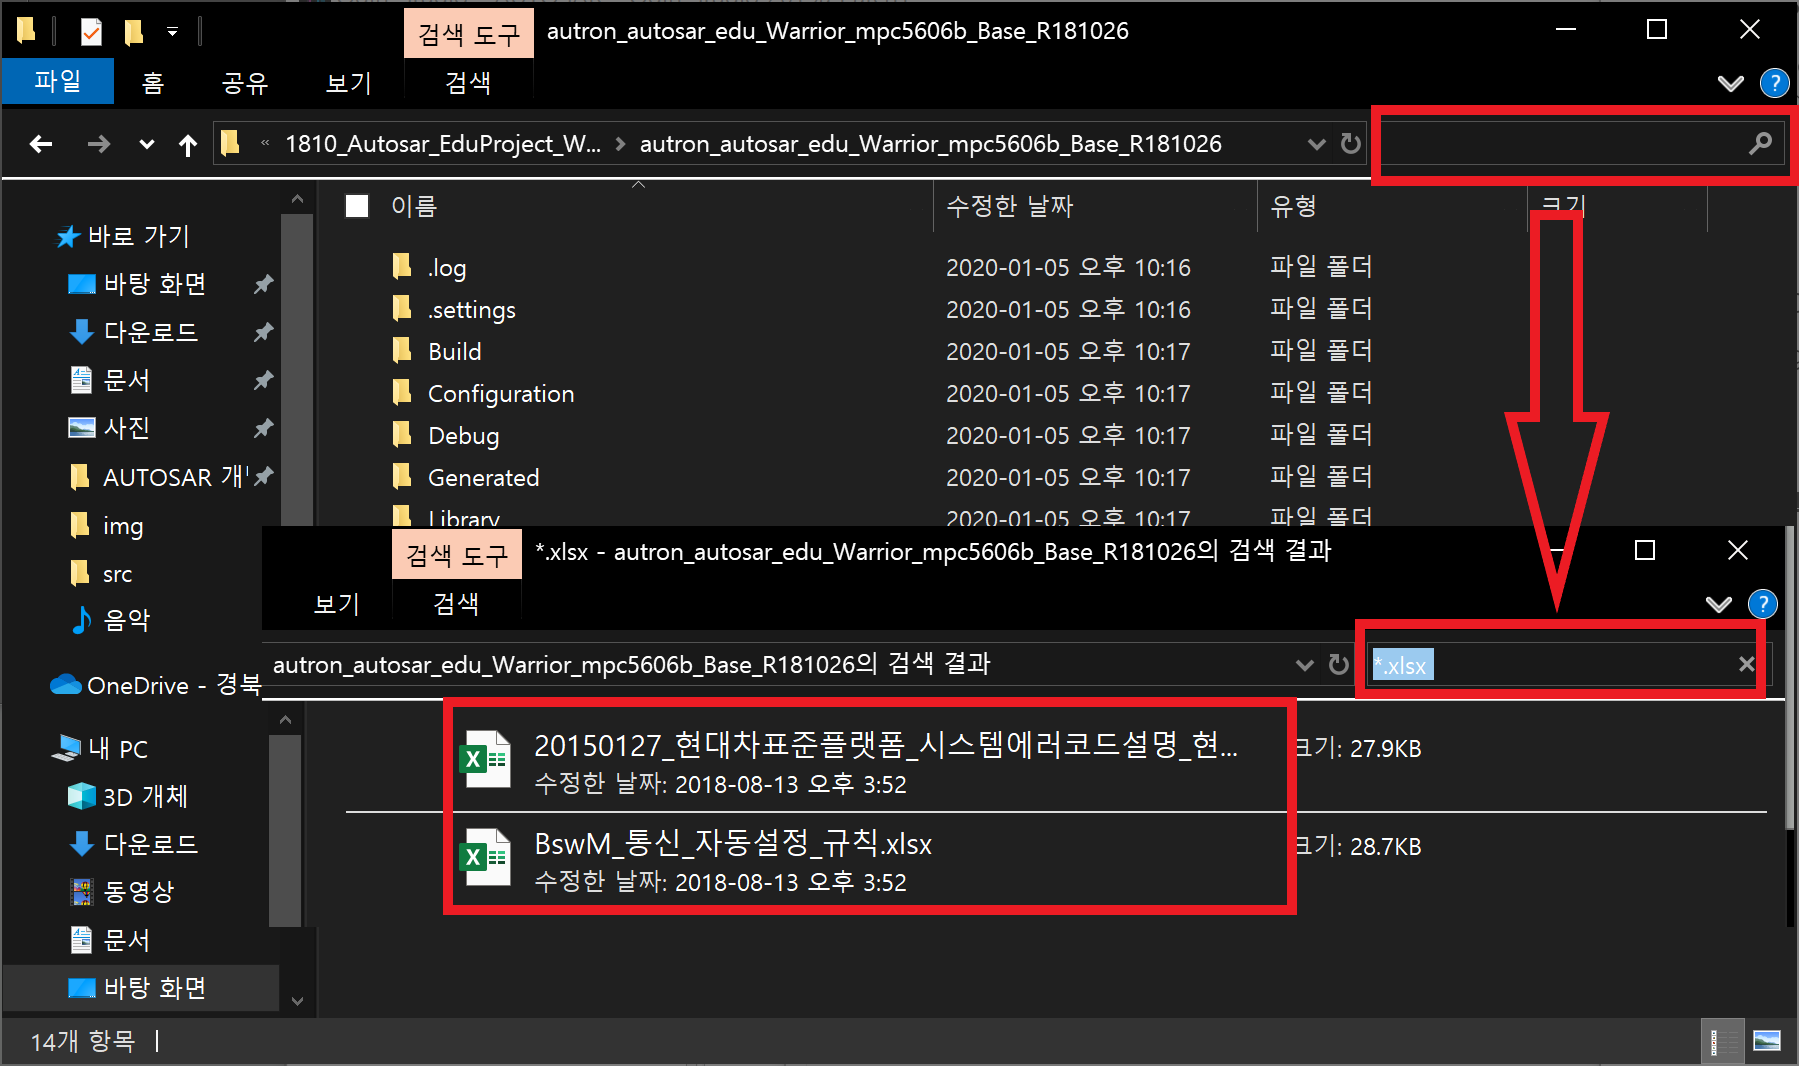 검색 도구
autron_autosar_edu_Warrior_mpc5606b_Base_R181026
파일
홈
공유
보기
검색
?
« 1810_Autosar_EduProject_W... > autron_autosar_edu_Warrior_mpc5606b_Base_R181026
이름
수정한 날짜
유형
크기
바로 가기
바탕 화면
다운로드
문서
사진
AUTOSAR 개
img
src
음악
OneDrive - 경북
내 PC
3D 개체
다운로드
동영상
문서
바탕 화면
.log 2020-01-05 오후 10:16 파일 폴더
.settings 2020-01-05 오후 10:16 파일 폴더
Build 2020-01-05 오후 10:17 파일 폴더
Configuration 2020-01-05 오후 10:17 파일 폴더
Debug 2020-01-05 오후 10:17 파일 폴더
Generated 2020-01-05 오후 10:17 파일 폴더
Library 2020-01-05 오후 10:17 파일 폴더
검색 도구
*.xlsx - autron_autosar_edu_Warrior_mpc5606b_Base_R181026의 검색 결과
보기
검색
?
autron_autosar_edu_Warrior_mpc5606b_Base_R181026의 검색 결과
*.xlsx
20150127_현대차표준플랫폼_시스템에러코드설명_현...
수정한 날짜: 2018-08-13 오후 3:52
크기: 27.9KB
BswM_통신_자동설정_규칙.xlsx
수정한 날짜: 2018-08-13 오후 3:52
크기: 28.7KB
14개 항목